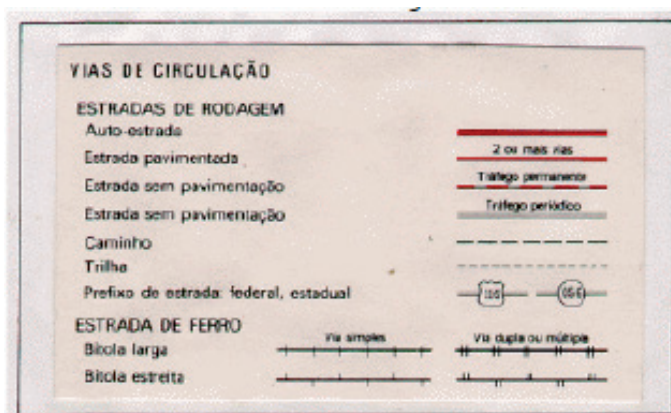 VIAS DE CIRCULAÇÃO
ESTRADAS DE RODAGEM
Auto-estrada
Estrada pavimentada 2 ou mais vias
Estrada sem pavimentação Tráfego permanente
Estrada sem pavimentação Tráfego periódico
Caminho
Trilha
Prefixo de estrada: federal, estadual
ESTRADA DE FERRO
Via simples Via dupla ou múltipla
Bitola larga
Bitola estreita